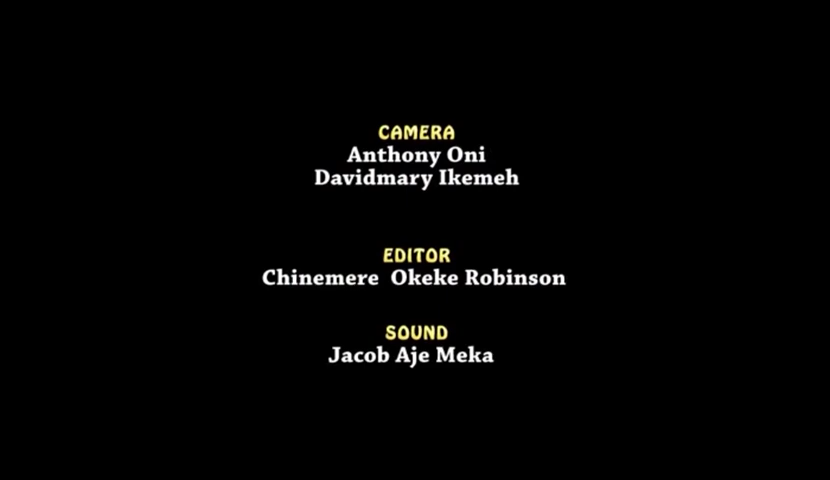 CAMERA
Anthony Oni
Davidmary Ikemeh
EDITOR
Chinemere Okeke Robinson
SOUND
Jacob Aje Meka